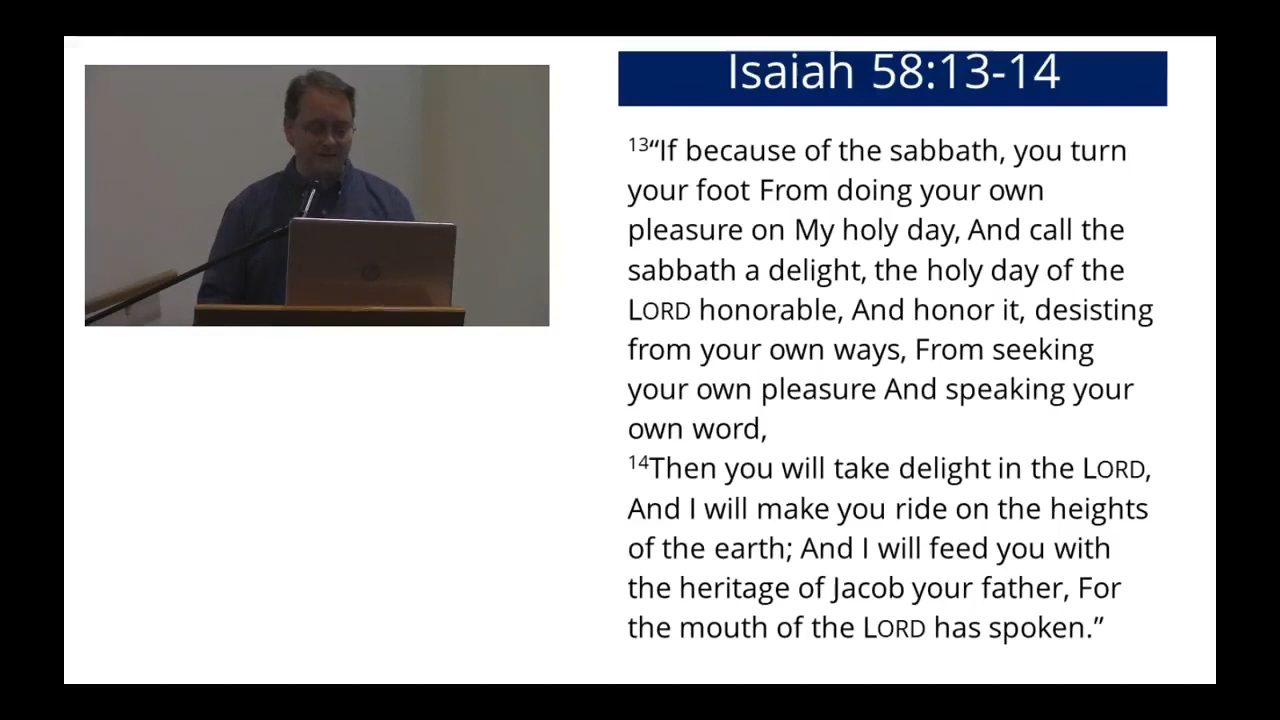 Isaiah 58:13-14
13“If because of the sabbath, you turn
your foot From doing your own
pleasure on My holy day, And call the
sabbath a delight, the holy day of the
LORD honorable, And honor it, desisting
from your own ways, From seeking
your own pleasure And speaking your
own word,
14Then you will take delight in the LORD,
And I will make you ride on the heights
of the earth; And I will feed you with
the heritage of Jacob your father, For
the mouth of the LORD has spoken.”